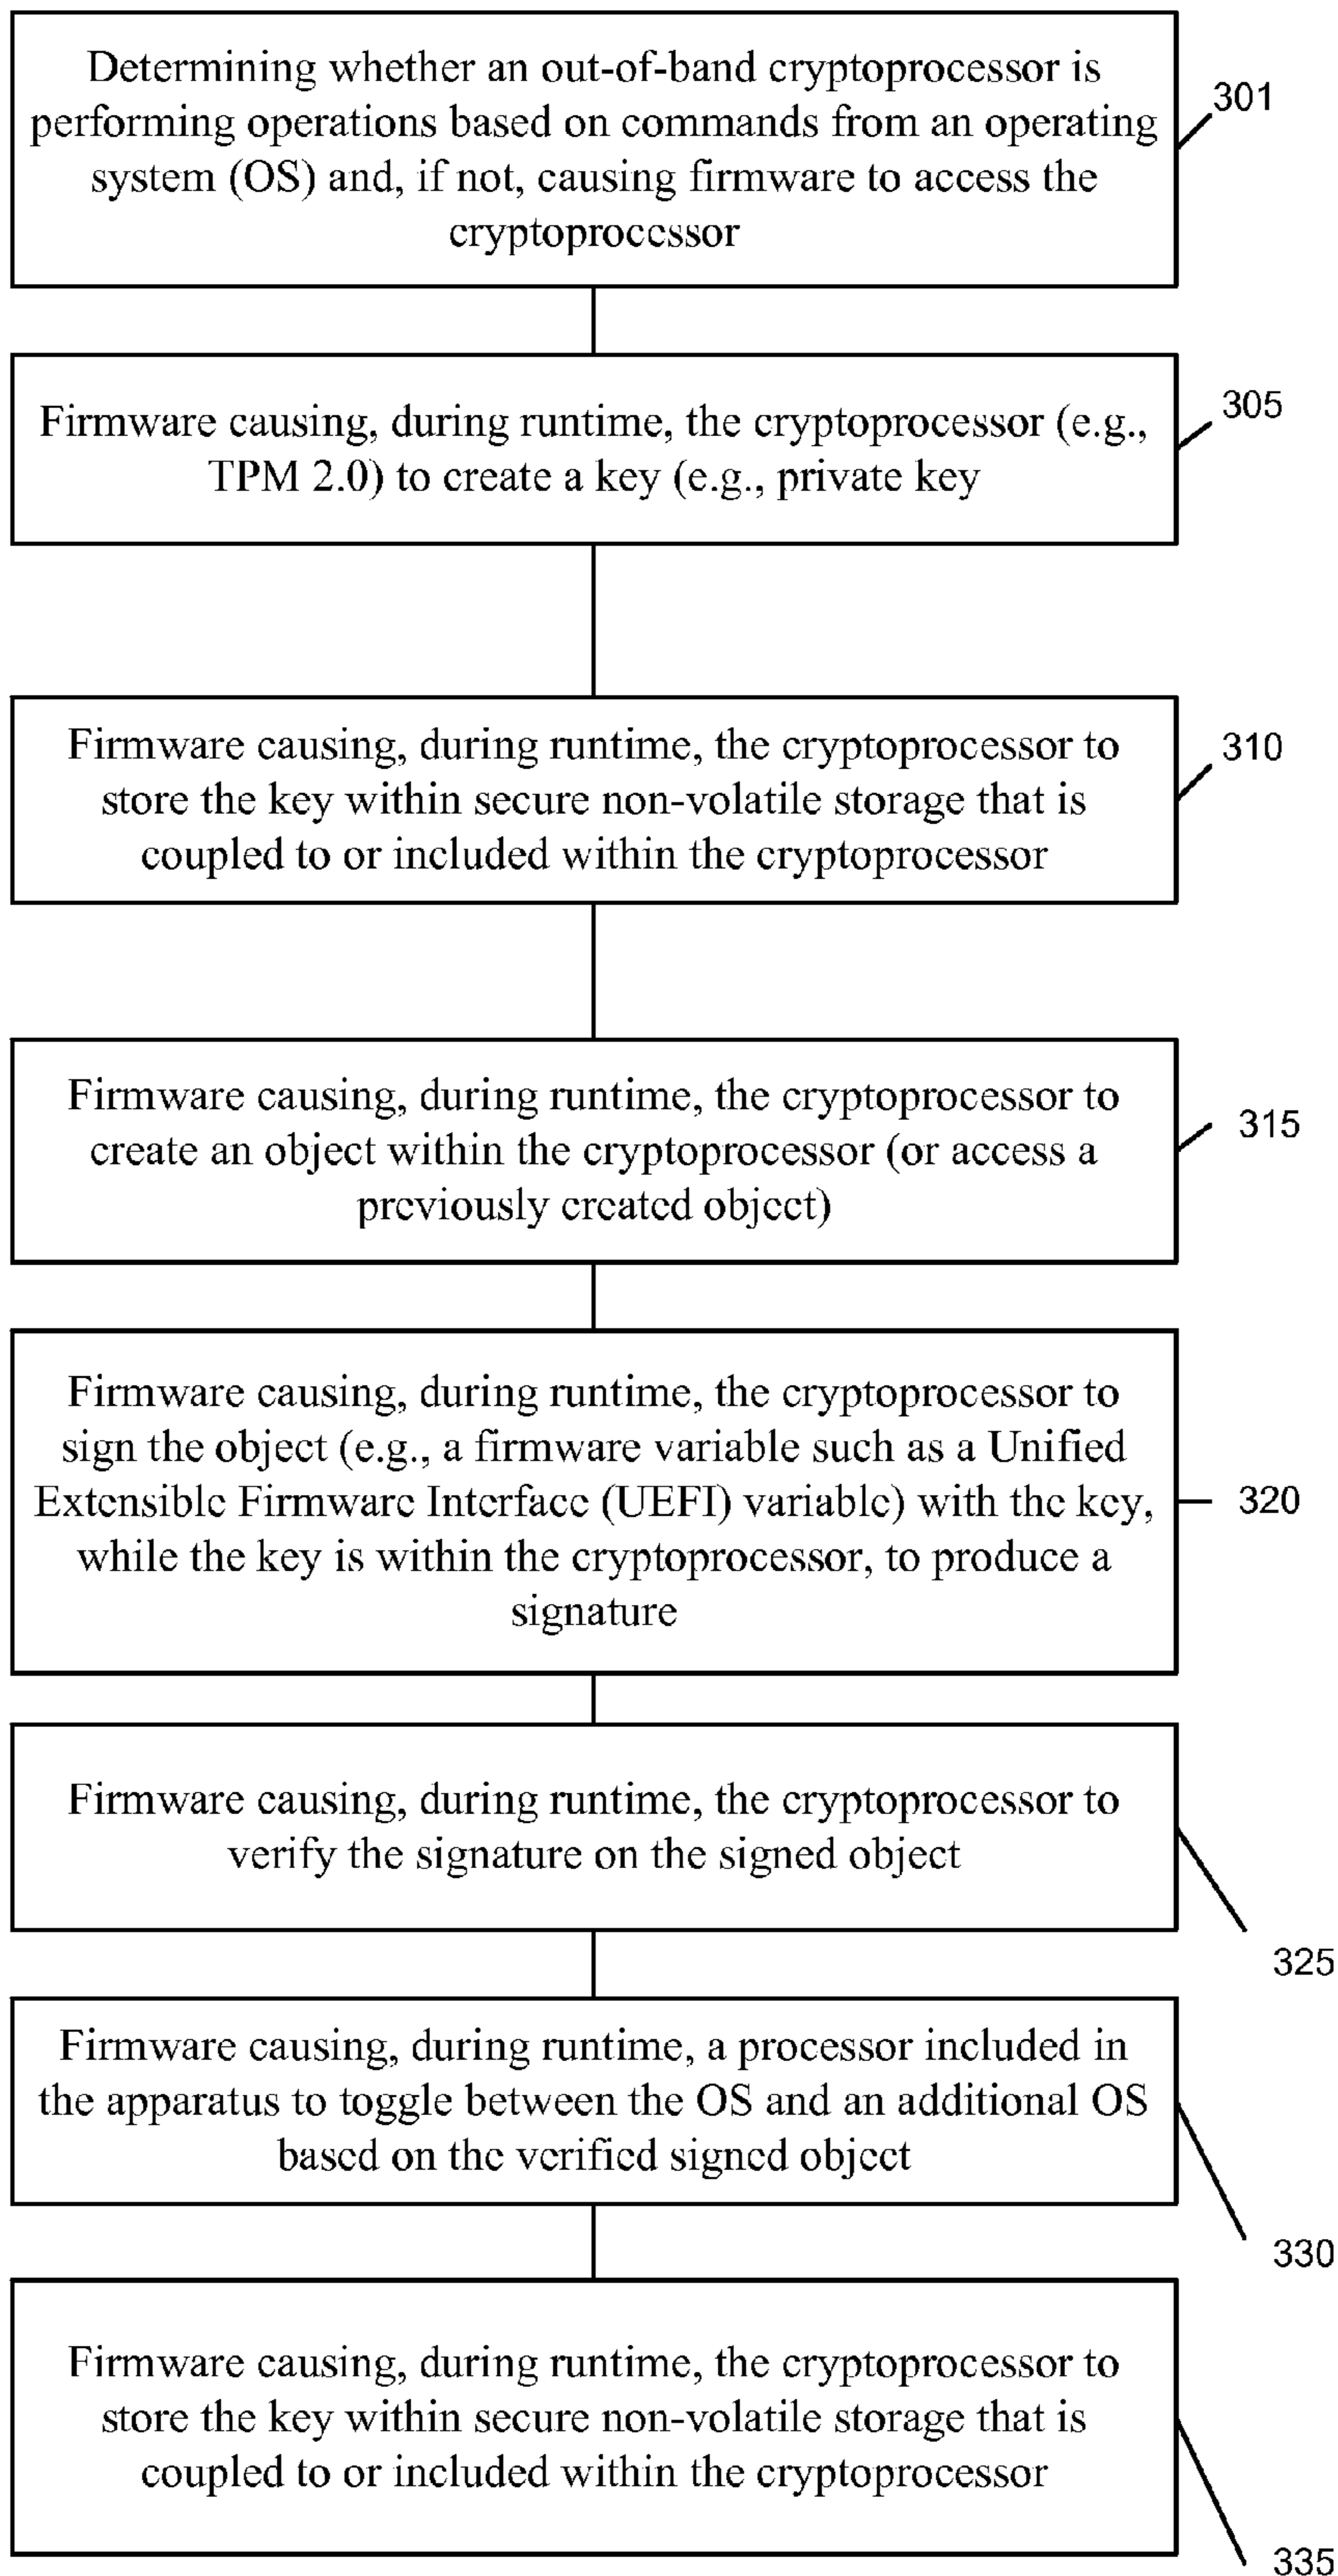 Determining whether an out-of-band cryptoprocessor is
performing operations based on commands from an operating
system (OS) and, if not, causing firmware to access the
cryptoprocessor
301
Firmware causing, during runtime, the cryptoprocessor (e.g.,
TPM 2.0) to create a key (e.g., private key
305
Firmware causing, during runtime, the cryptoprocessor to
store the key within secure non-volatile storage that is
coupled to or included within the cryptoprocessor
310
Firmware causing, during runtime, the cryptoprocessor to
create an object within the cryptoprocessor (or access a
previously created object)
315
Firmware causing, during runtime, the cryptoprocessor to
sign the object (e.g., a firmware variable such as a Unified
Extensible Firmware Interface (UEFI) variable) with the key,
while the key is within the cryptoprocessor, to produce a
signature
320
Firmware causing, during runtime, the cryptoprocessor to
verify the signature on the signed object
325
Firmware causing, during runtime, a processor included in
the apparatus to toggle between the OS and an additional OS
based on the verified signed object
330
Firmware causing, during runtime, the cryptoprocessor to
store the key within secure non-volatile storage that is
coupled to or included within the cryptoprocessor
335